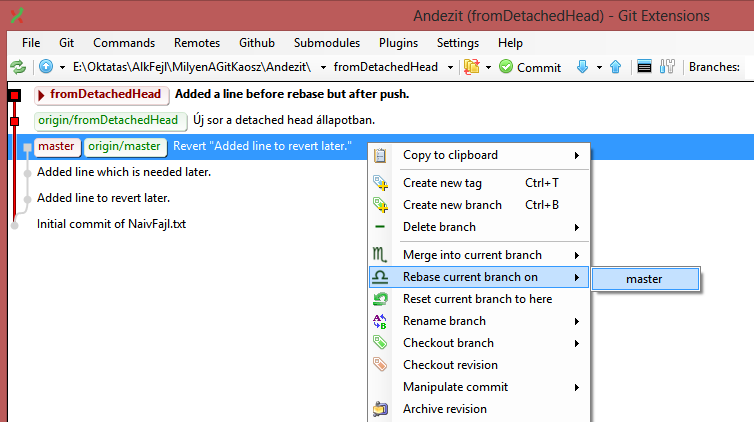 Andezit (fromDetachedHead) - Git Extensions
File Git Commands Remotes Github Submodules Plugins Settings Help
E:\Oktatas\AlkFejl\MilyenAGitKaosz\Andezit\ fromDetachedHead Commit Branches:
fromDetachedHead Added a line before rebase but after push.
origin/fromDetachedHead Új sor a detached head állapotban.
master origin/master Revert "Added line to revert later."
Added line which is needed later.
Added line to revert later.
Initial commit of NaivFajl.txt
Copy to clipboard
Create new tag Ctrl+T
Create new branch Ctrl+B
Delete branch
Merge into current branch
Rebase current branch on
master
Reset current branch to here
Rename branch
Checkout branch
Checkout revision
Manipulate commit
Archive revision